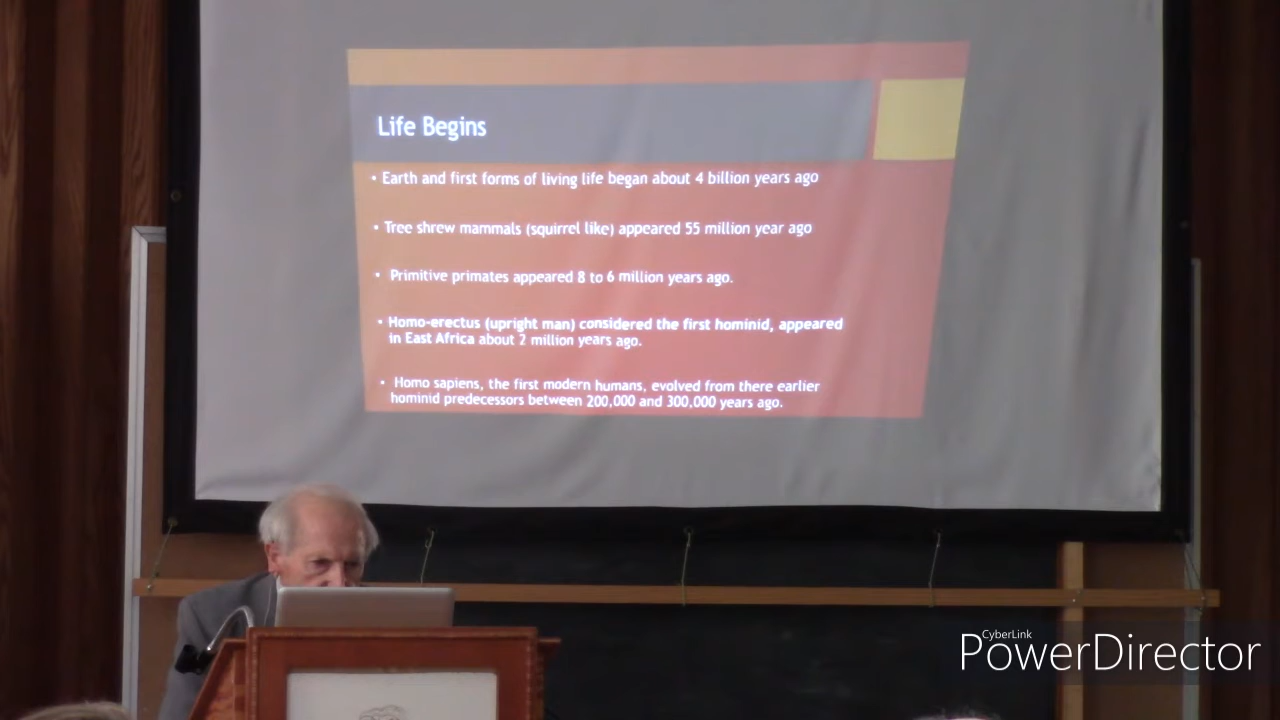 Life Begins
• Earth and first forms of living life began about 4 billion years ago
• Tree shrew mammals (squirrel like) appeared 55 million year ago
• Primitive primates appeared 8 to 6 million years ago.
• Homo-erectus (upright man) considered the first hominid, appeared
in East Africa about 2 million years ago.
• Homo sapiens, the first modern humans, evolved from there earlier
hominid predecessors between 200,000 and 300,000 years ago.
CyberLink
PowerDirector